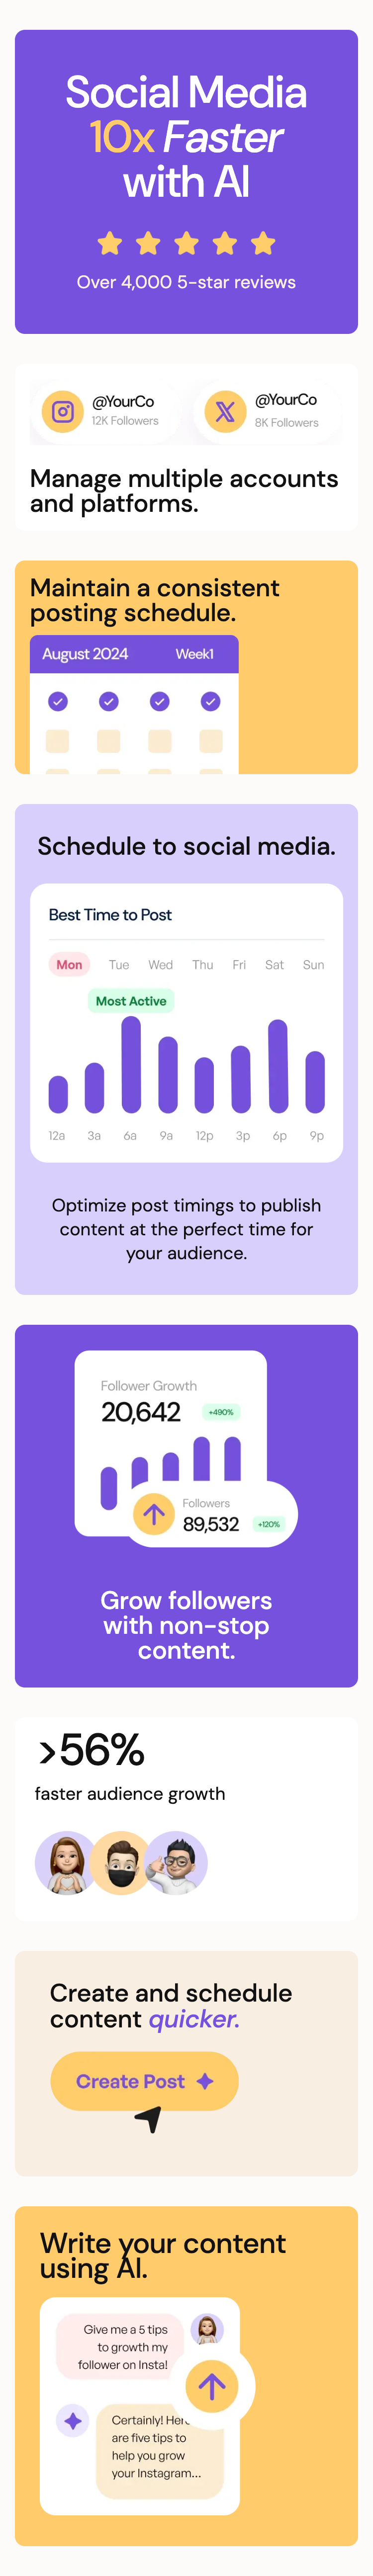 Social Media
10x Faster
with AI
Over 4,000 5-star reviews
@YourCo
12K Followers
@YourCo
8K Followers
Manage multiple accounts
and platforms.
Maintain a consistent
posting schedule.
August 2024 Week1
Schedule to social media.
Best Time to Post
Mon Tue Wed Thu Fri Sat Sun
Most Active
12a 3a 6a 9a 12p 3p 6p 9p
Optimize post timings to publish
content at the perfect time for
your audience.
Follower Growth
20,642 +490%
Followers
89,532 +120%
Grow followers
with non-stop
content.
>56%
faster audience growth
Create and schedule
content quicker.
Create Post
Write your content
using AI.
Give me a 5 tips
to growth my
follower on Insta!
Certainly! Here
are five tips to
help you grow
your Instagram...